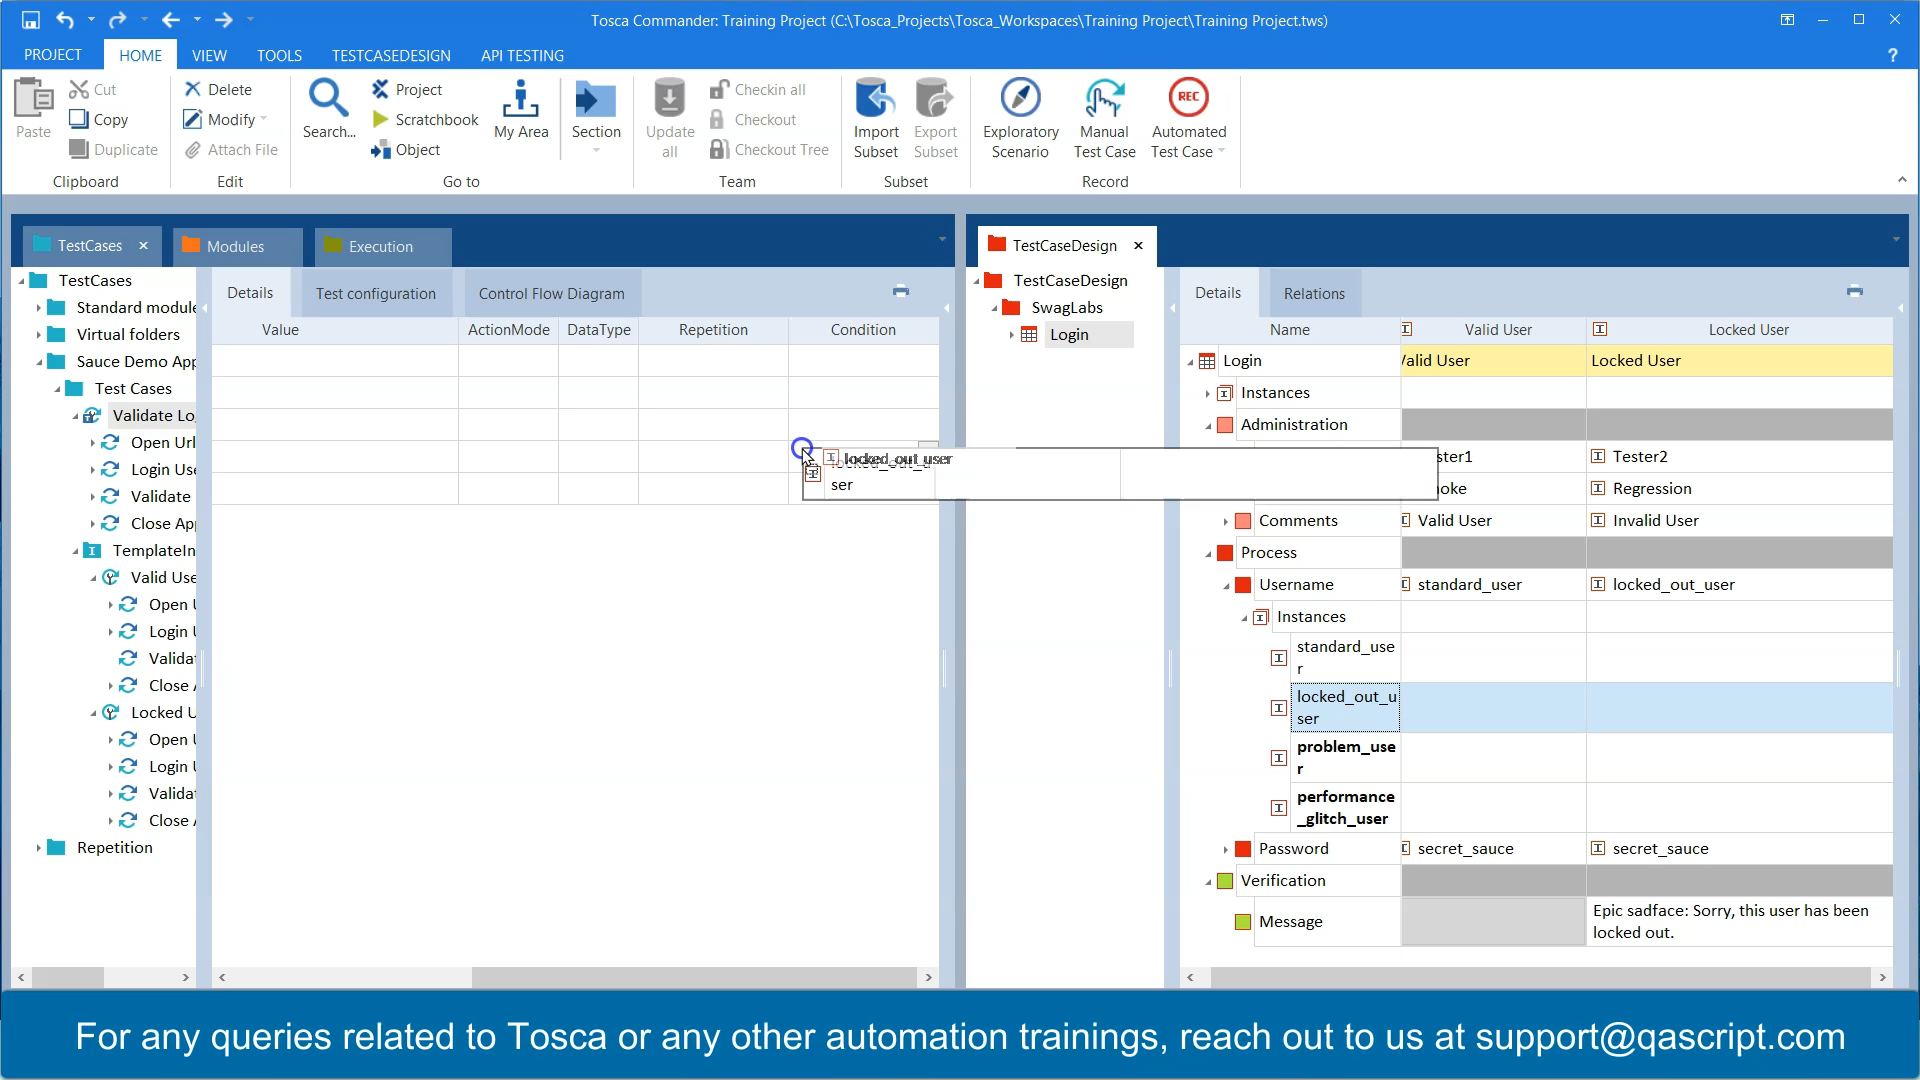 Tosca Commander: Training Project (C:\Tosca_Projects\Tosca_Workspaces\Training Project\Training Project.tws)
PROJECT HOME VIEW TOOLS TESTCASEDESIGN API TESTING ?
Paste
Cut
Copy
Duplicate
Clipboard
Delete
Modify
Attach File
Edit
Search...
Project
Scratchbook
Object
My Area
Section
Go to
Update all
Checkin all
Checkout
Checkout Tree
Team
Import Subset
Export Subset
Subset
Exploratory Scenario
Manual Test Case
REC
Automated Test Case
Record
TestCases
Modules
Execution
TestCases
Standard module
Virtual folders
Sauce Demo App
Test Cases
Validate Lo
Open Url
Login Use
Validate
Close App
TemplateIn
Valid Use
Open U
Login U
Validat
Close A
Locked U
Open U
Login U
Validat
Close A
Repetition
Details Test configuration Control Flow Diagram
Value ActionMode DataType Repetition Condition
locked_out_user
locked_out_u
ser
TestCaseDesign
TestCaseDesign
SwagLabs
Login
Details Relations
Name Valid User Locked User
Login Valid User Locked User
Instances
Administration
ster1 Tester2
oke Regression
Comments Valid User Invalid User
Process
Username standard_user locked_out_user
Instances
standard_use
r
locked_out_u
ser
problem_use
r
performance
_glitch_user
Password secret_sauce secret_sauce
Verification
Message Epic sadface: Sorry, this user has been
locked out.
For any queries related to Tosca or any other automation trainings, reach out to us at support@qascript.com